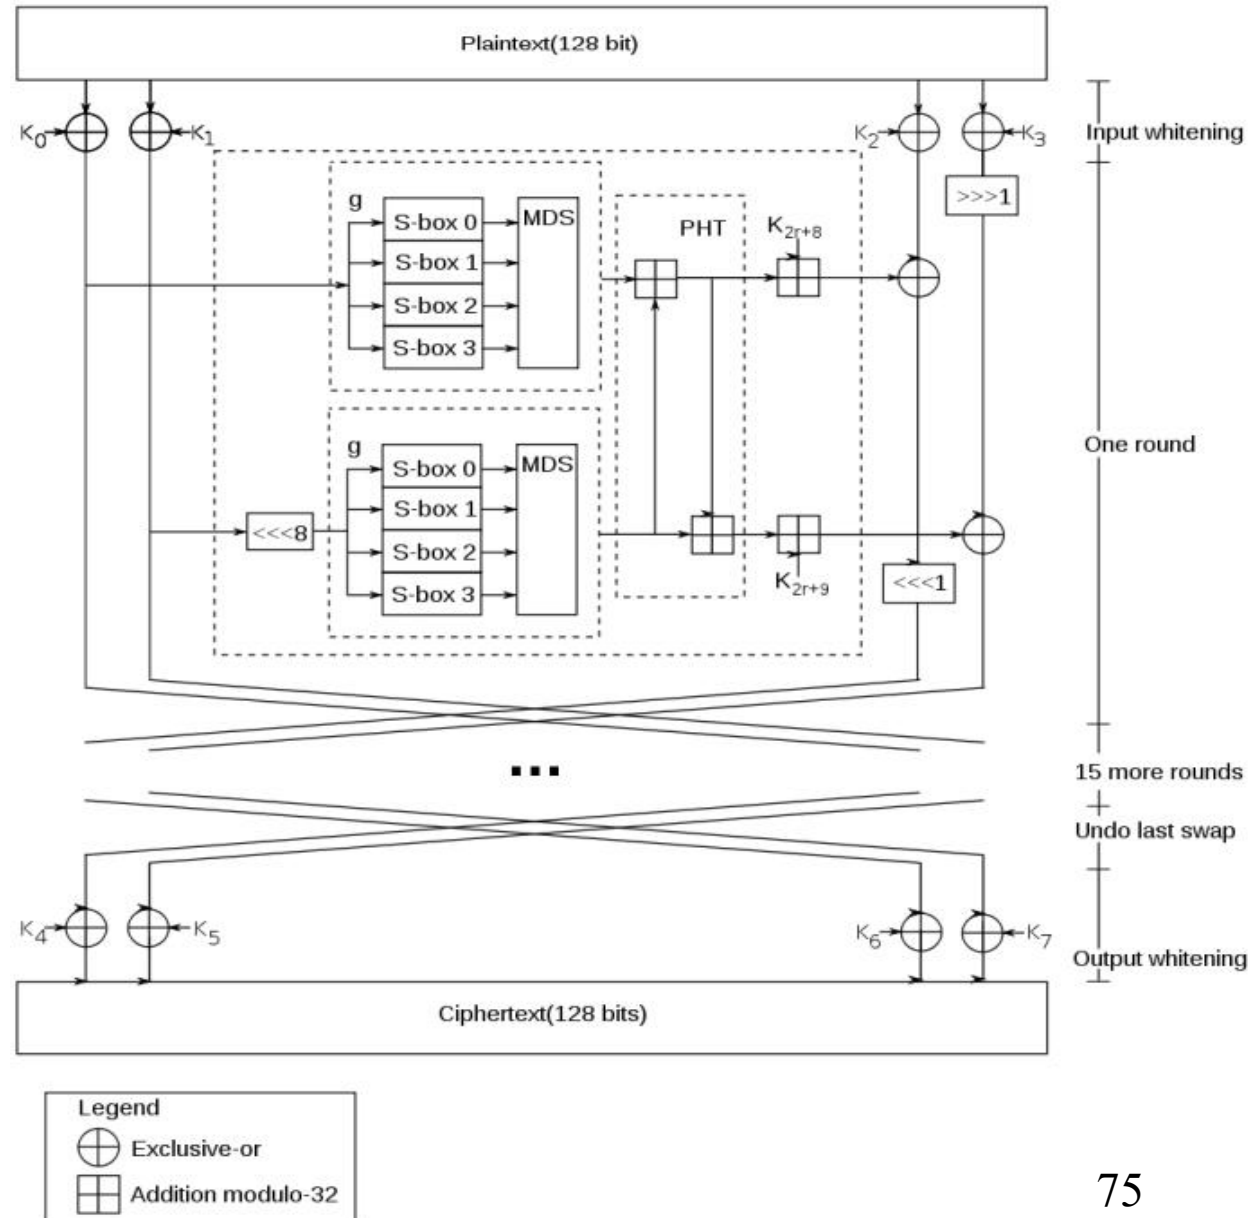 Plaintext(128 bit)
K0 K1 K2 K3 Input whitening
>>>1
g S-box 0 MDS PHT K2r+8
S-box 1
S-box 2
S-box 3
One round
g S-box 0 MDS
S-box 1
<<<8
S-box 2
S-box 3
K2r+9 <<<1
...
15 more rounds
Undo last swap
K4 K5 K6 K7
Output whitening
Ciphertext(128 bits)
Legend
Exclusive-or
Addition modulo-32
75